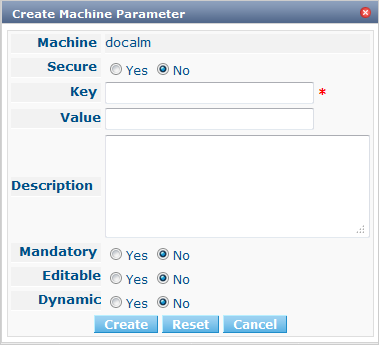 Create Machine Parameter
Machine docalm
Secure Yes No
Key *
Value
Description
Mandatory Yes No
Editable Yes No
Dynamic Yes No
Create Reset Cancel